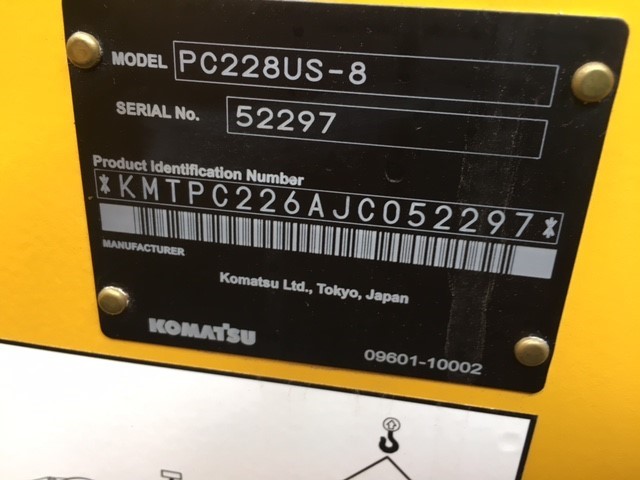 MODEL PC228US-8
SERIAL No. 52297
Product Identification Number
*KMTPC226AJC052297*
MANUFACTURER
Komatsu Ltd., Tokyo, Japan
KOMATSU
09601-10002